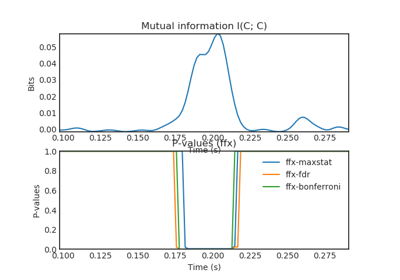 Mutual information I(C; C)
0.05
0.04
0.03
0.02
0.01
0.00
Bits
0.100 0.125 0.150 0.175 0.200 0.225 0.250 0.275
Time (s)
P-values (ffx)
1.0
0.8
0.6
0.4
0.2
0.0
P-values
ffx-maxstat
ffx-fdr
ffx-bonferroni
0.100 0.125 0.150 0.175 0.200 0.225 0.250 0.275
Time (s)